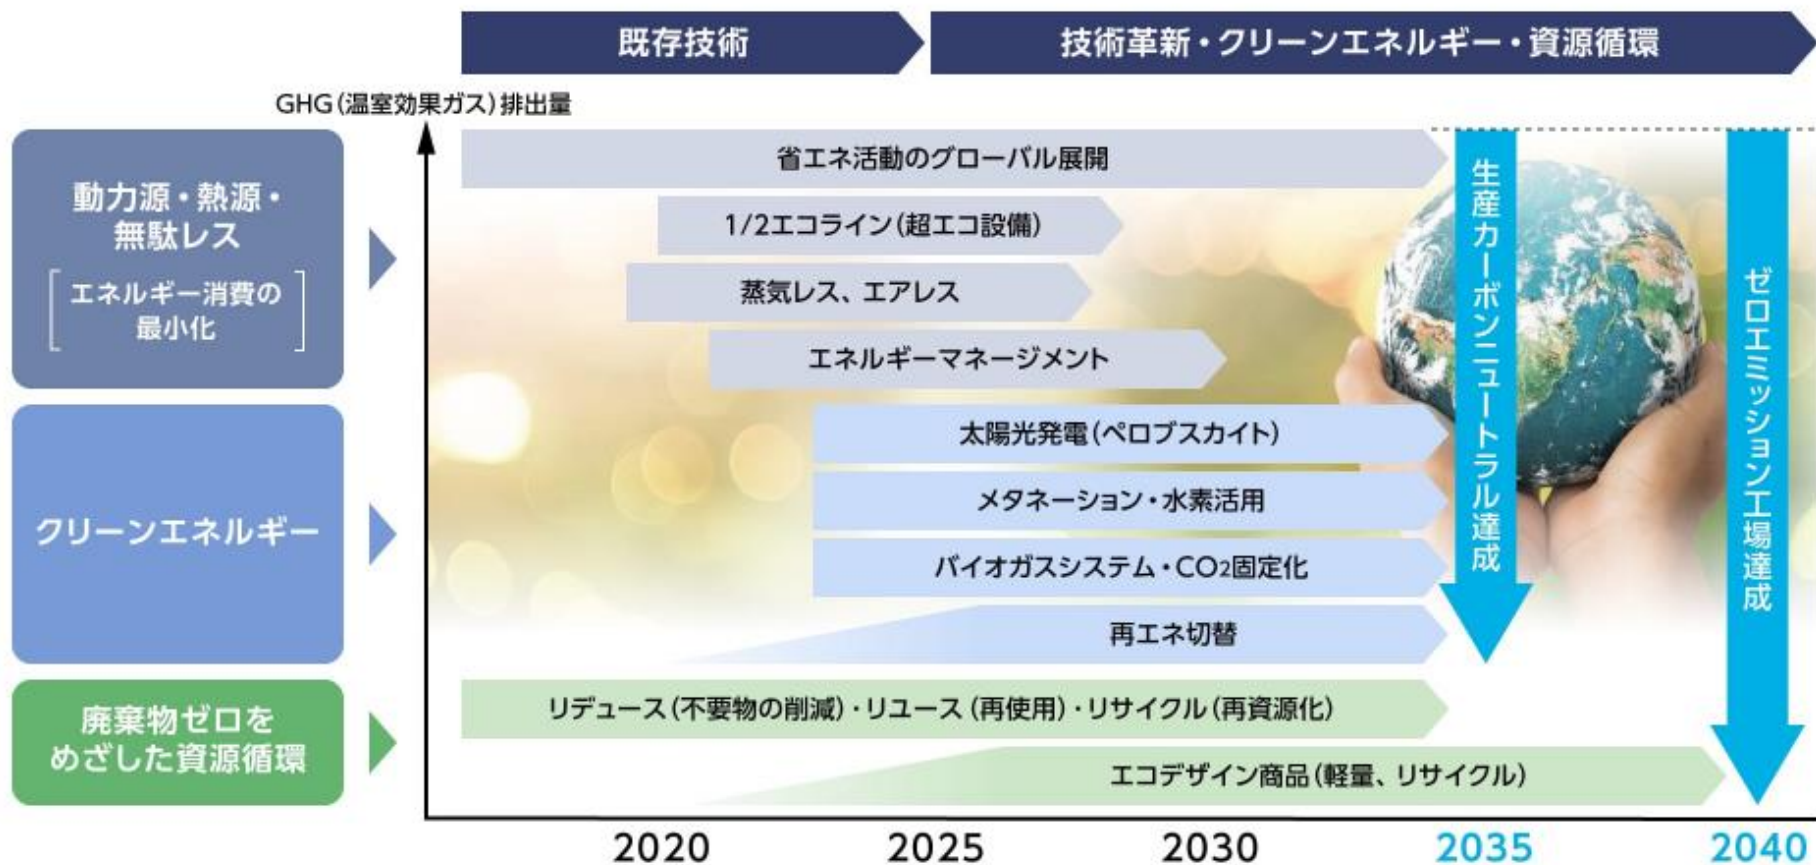 既存技術
技術革新・クリーンエネルギー・資源循環
GHG(温室効果ガス)排出量
動力源・熱源・
無駄レス
エネルギー消費の
最小化
省エネ活動のグローバル展開
1/2エコライン(超エコ設備)
蒸気レス、エアレス
エネルギーマネージメント
クリーンエネルギー
太陽光発電(ペロブスカイト)
メタネーション・水素活用
バイオガスシステム・CO2固定化
再エネ切替
廃棄物ゼロを
めざした資源循環
リデュース(不要物の削減)・リユース(再使用)・リサイクル(再資源化)
エコデザイン商品(軽量、リサイクル)
生産カーボンニュートラル達成
ゼロエミッション工場達成
2020 2025 2030 2035 2040